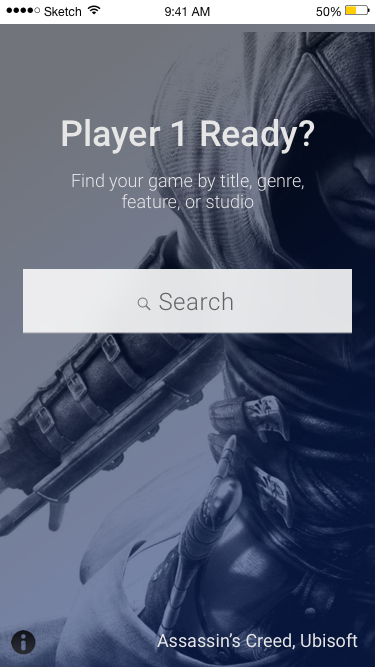 Sketch 9:41 AM 50%
Player 1 Ready?
Find your game by title, genre,
feature, or studio
Search
Assassin's Creed, Ubisoft